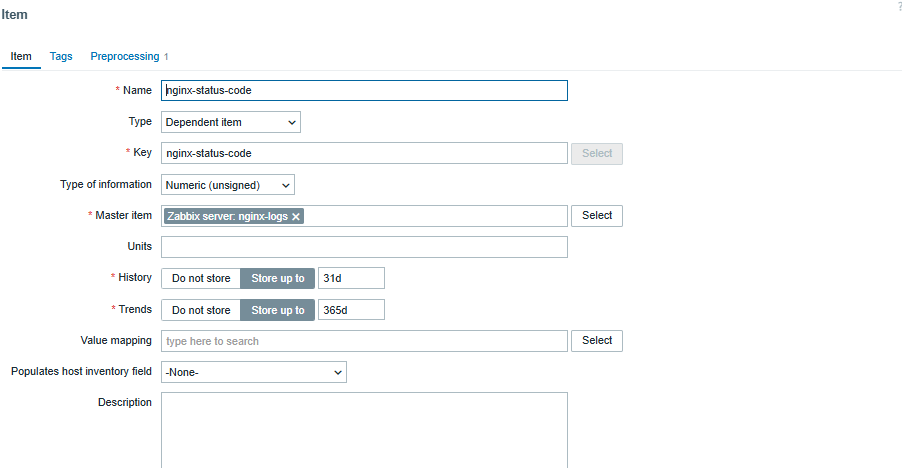 Item
?
Item Tags Preprocessing 1
* Name nginx-status-code
Type Dependent item
* Key nginx-status-code Select
Type of information Numeric (unsigned)
* Master item Zabbix server: nginx-logs × Select
Units
* History Do not store Store up to 31d
* Trends Do not store Store up to 365d
Value mapping type here to search Select
Populates host inventory field -None-
Description